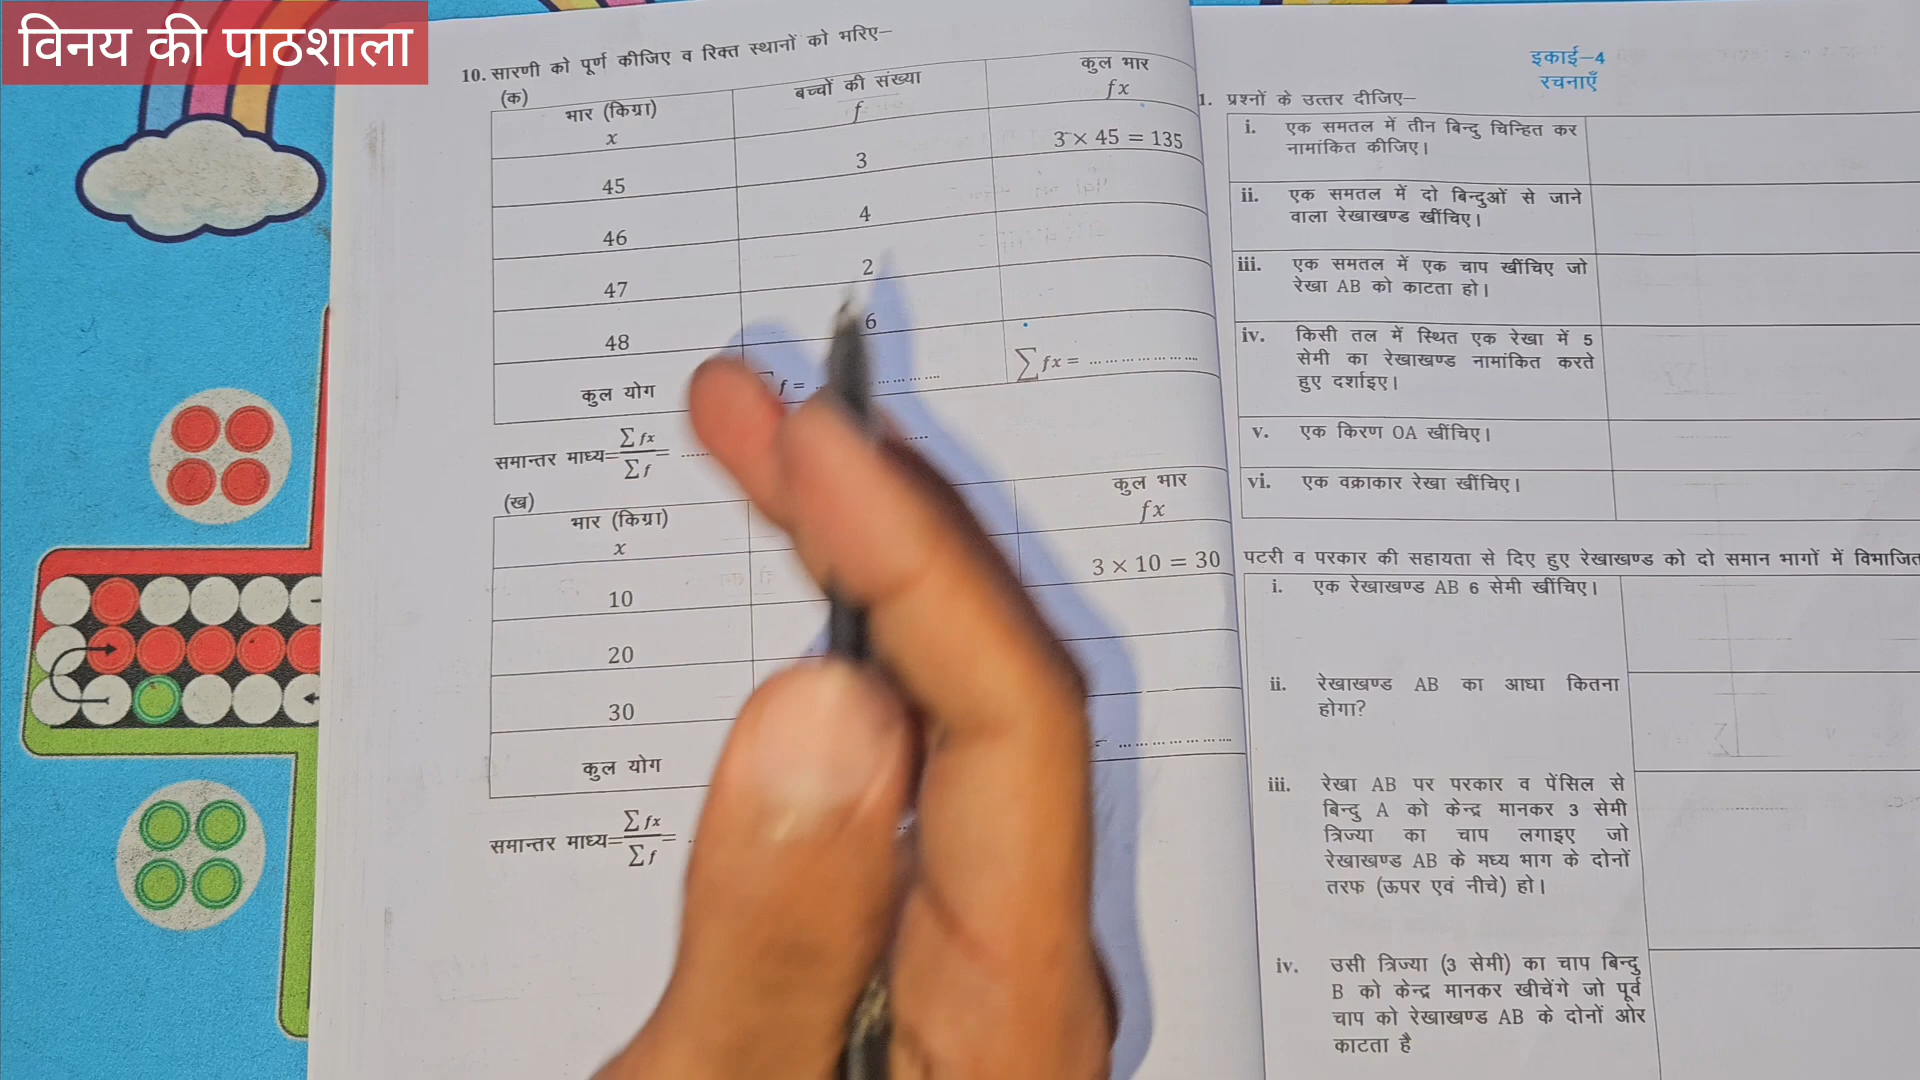 विनय की पाठशाला
10. सारणी को पूर्ण कीजिए व रिक्त स्थानों को भरिए–
(क)
भार (किग्रा) x
बच्चों की संख्या f
कुल भार fx
45
3
3 × 45 = 135
46
4
47
2
48
6
कुल योग
f = .. ... ... ...
∑fx = ... ... ... ... ... ...
समान्तर माध्य=∑fx/∑f= ......
(ख)
भार (किग्रा) x
कुल भार fx
10
3 × 10 = 30
20
30
कुल योग
= ... ... ... ... ... ...
समान्तर माध्य=∑fx/∑f=
इकाई–4
रचनाएँ
1. प्रश्नों के उत्तर दीजिए–
i. एक समतल में तीन बिन्दु चिन्हित कर
नामांकित कीजिए।
ii. एक समतल में दो बिन्दुओं से जाने
वाला रेखाखण्ड खींचिए।
iii. एक समतल में एक चाप खींचिए जो
रेखा AB को काटता हो।
iv. किसी तल में स्थित एक रेखा में 5
सेमी का रेखाखण्ड नामांकित करते
हुए दर्शाइए।
v. एक किरण OA खींचिए।
vi. एक वक्राकार रेखा खींचिए।
पटरी व परकार की सहायता से दिए हुए रेखाखण्ड को दो समान भागों में विभाजित
i. एक रेखाखण्ड AB 6 सेमी खींचिए।
ii. रेखाखण्ड AB का आधा कितना
होगा?
iii. रेखा AB पर परकार व पेंसिल से
बिन्दु A को केन्द्र मानकर 3 सेमी
त्रिज्या का चाप लगाइए जो
रेखाखण्ड AB के मध्य भाग के दोनों
तरफ (ऊपर एवं नीचे) हो।
iv. उसी त्रिज्या (3 सेमी) का चाप बिन्दु
B को केन्द्र मानकर खीचेंगे जो पूर्व
चाप को रेखाखण्ड AB के दोनों ओर
काटता है